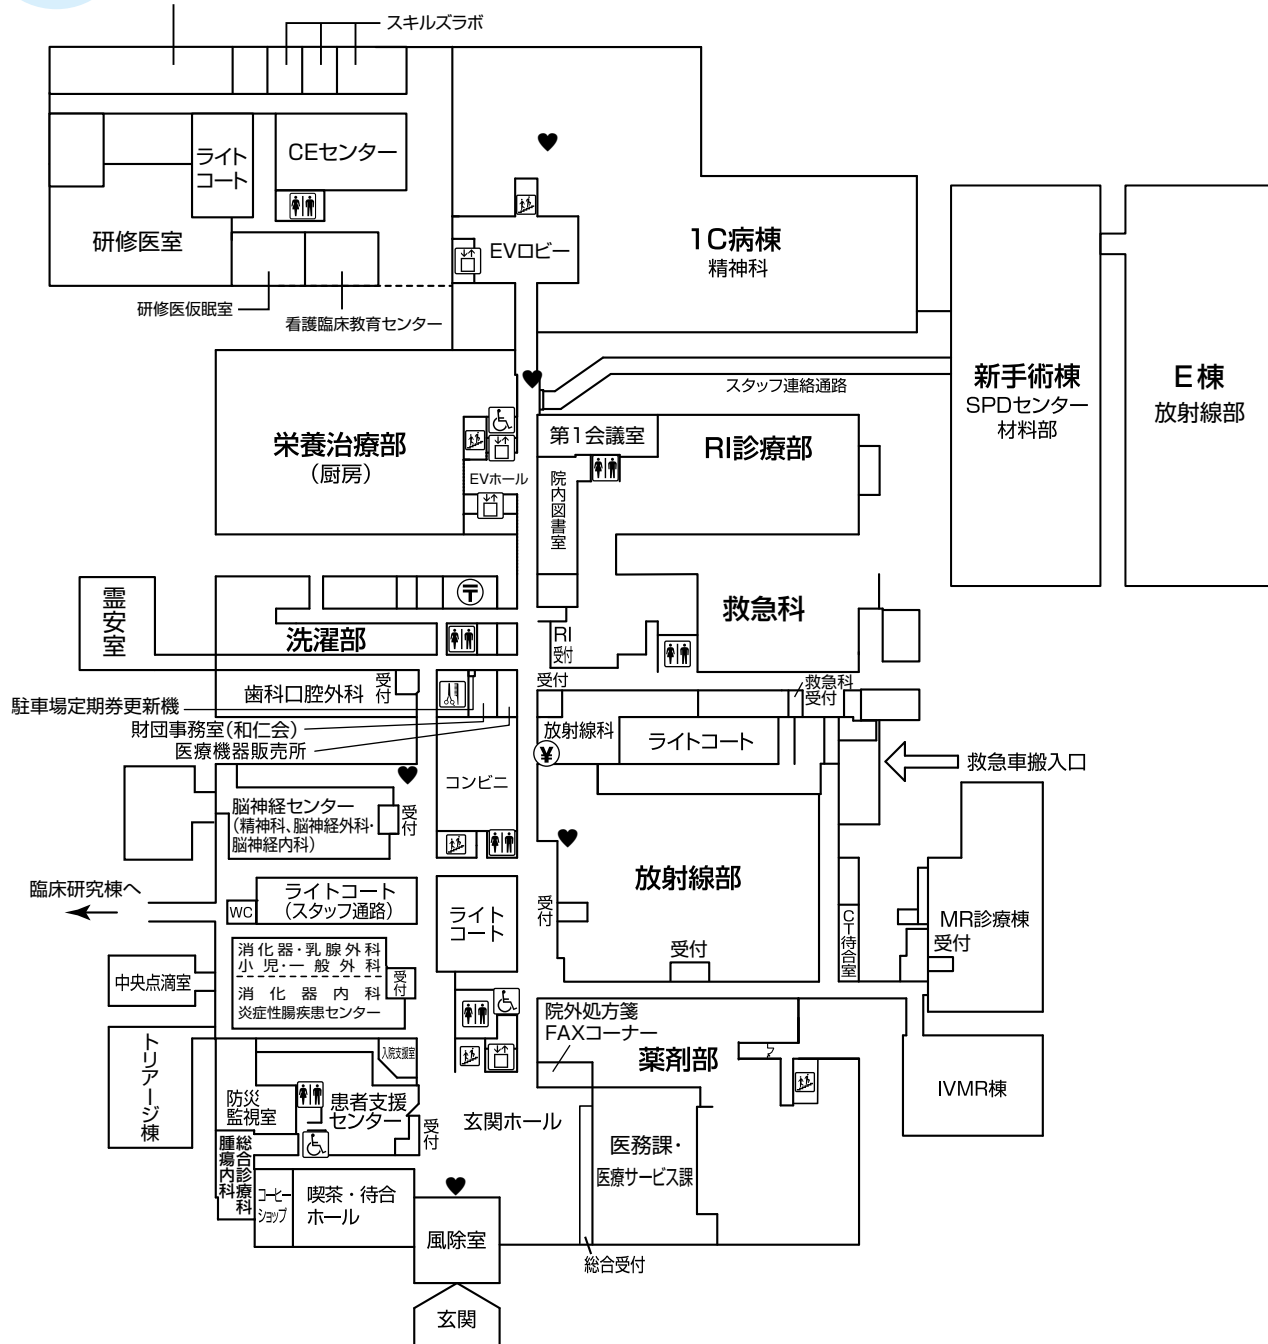 スキルズラボ
ライト
コート
CEセンター
研修医室
EVロビー
1C病棟
精神科
研修医仮眠室
看護臨床教育センター
スタッフ連絡通路
新手術棟
SPDセンター
材料部
E棟
放射線部
栄養治療部
(厨房)
第1会議室
RI診療部
EVホール
院内図書室
霊安室
〒
救急科
洗濯部
RI
受付
歯科口腔外科
受付
受付
救急科
受付
駐車場定期券更新機
財団事務室(和仁会)
医療機器販売所
放射線科
ライトコート
¥
コンビニ
救急車搬入口
脳神経センター
(精神科、脳神経外科・
脳神経内科)
受付
放射線部
臨床研究棟へ
WC
ライトコート
(スタッフ通路)
ライト
コート
受付
受付
CT待合室
MR診療棟
受付
消化器・乳腺外科
小児・一般外科
消化器内科
炎症性腸疾患センター
受付
中央点滴室
院外処方箋
FAXコーナー
薬剤部
トリアージ棟
入院支援室
IVMR棟
防災
監視室
患者支援
センター
受付
玄関ホール
医務課・
医療サービス課
総合診療科
腫瘍内科
コーヒー
ショップ
喫茶・待合
ホール
風除室
総合受付
玄関